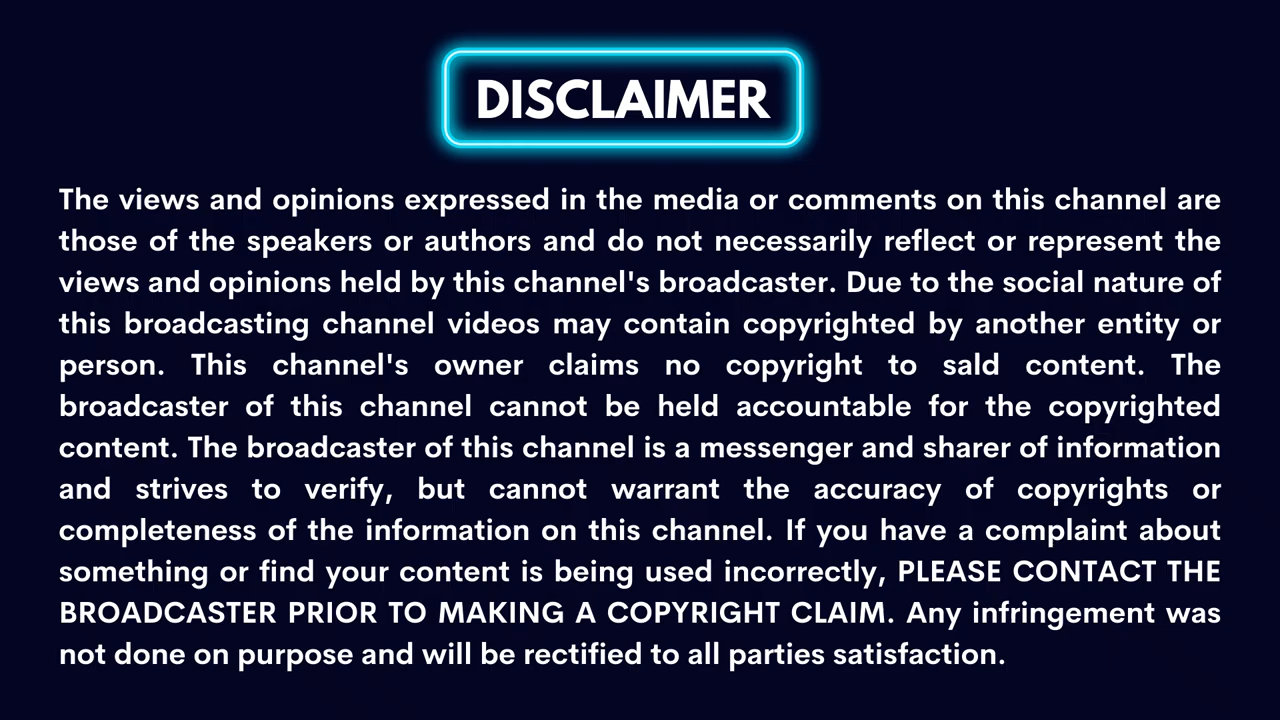 DISCLAIMER
The views and opinions expressed in the media or comments on this channel are
those of the speakers or authors and do not necessarily reflect or represent the
views and opinions held by this channel's broadcaster. Due to the social nature of
this broadcasting channel videos may contain copyrighted by another entity or
person. This channel's owner claims no copyright to sald content. The
broadcaster of this channel cannot be held accountable for the copyrighted
content. The broadcaster of this channel is a messenger and sharer of information
and strives to verify, but cannot warrant the accuracy of copyrights or
completeness of the information on this channel. If you have a complaint about
something or find your content is being used incorrectly, PLEASE CONTACT THE
BROADCASTER PRIOR TO MAKING A COPYRIGHT CLAIM. Any infringement was
not done on purpose and will be rectified to all parties satisfaction.